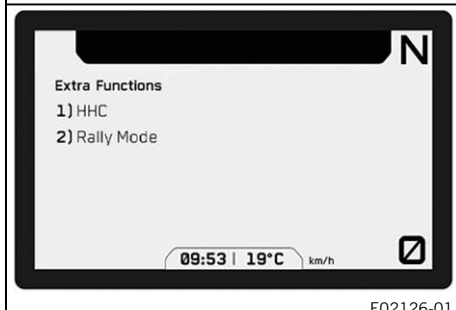 N
Extra Functions
1) HHC
2) Rally Mode
09:53 | 19°C km/h
0
F02126-01